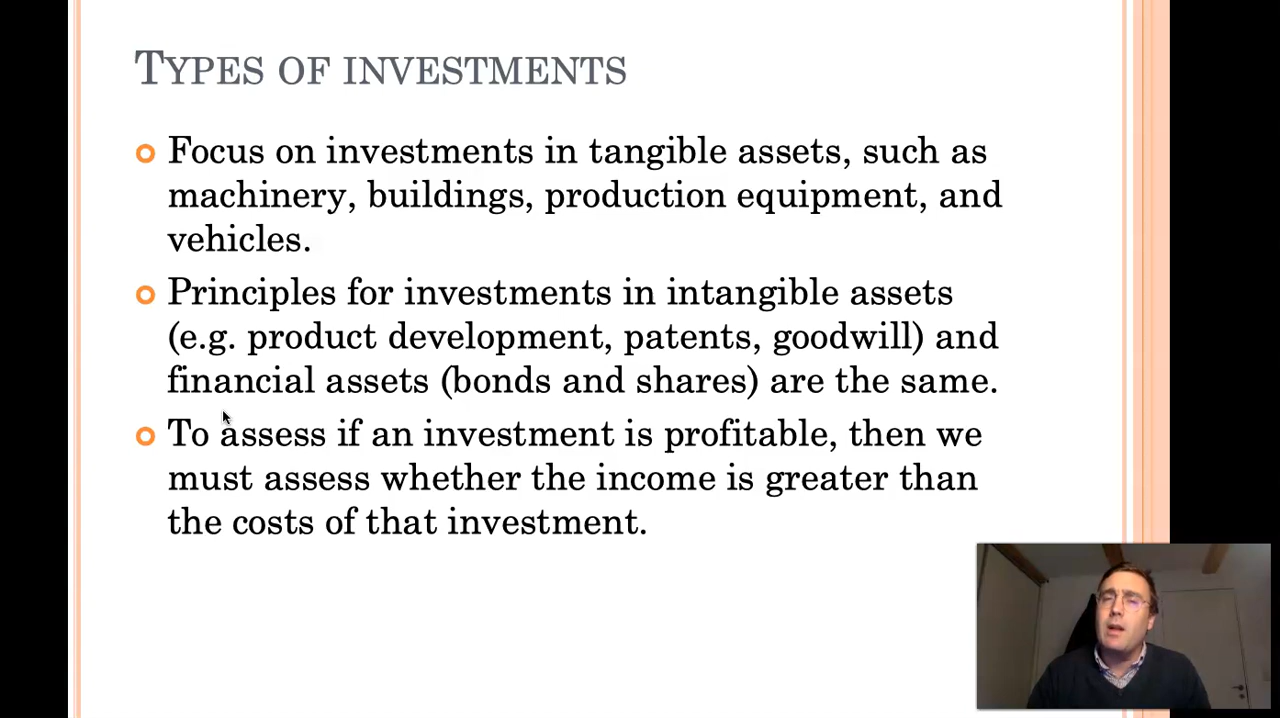 TYPES OF INVESTMENTS
Focus on investments in tangible assets, such as
machinery, buildings, production equipment, and
vehicles.
Principles for investments in intangible assets
(e.g. product development, patents, goodwill) and
financial assets (bonds and shares) are the same.
To assess if an investment is profitable, then we
must assess whether the income is greater than
the costs of that investment.